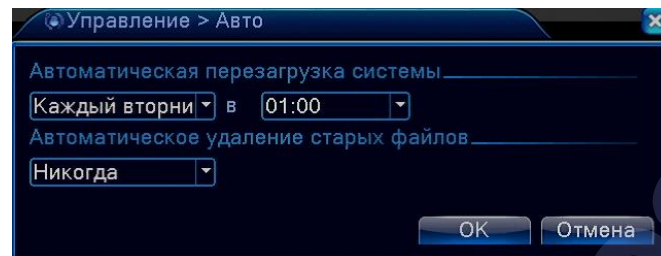 Управление > Авто
Автоматическая перезагрузка системы
Каждый вторни в 01:00
Автоматическое удаление старых файлов
Никогда
OK Отмена